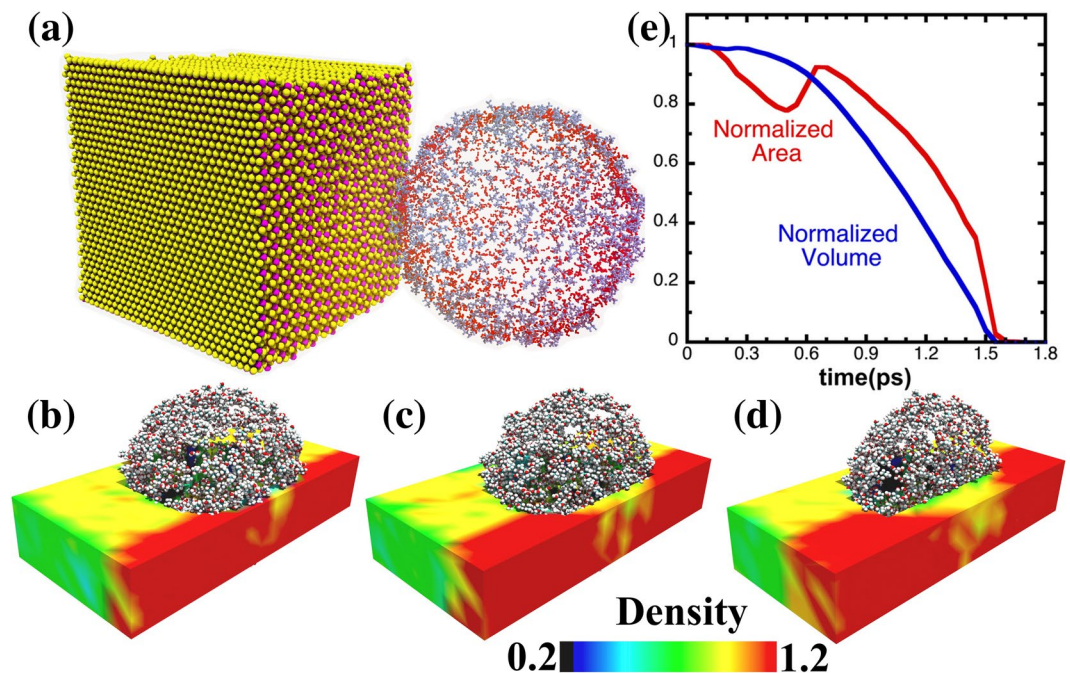 (a)
(e)
1
0.8
0.6
0.4
0.2
0
0 0.3 0.6 0.9 1.2 1.5 1.8
time(ps)
Normalized
Area
Normalized
Volume
(b)
(c)
(d)
Density
0.2
1.2